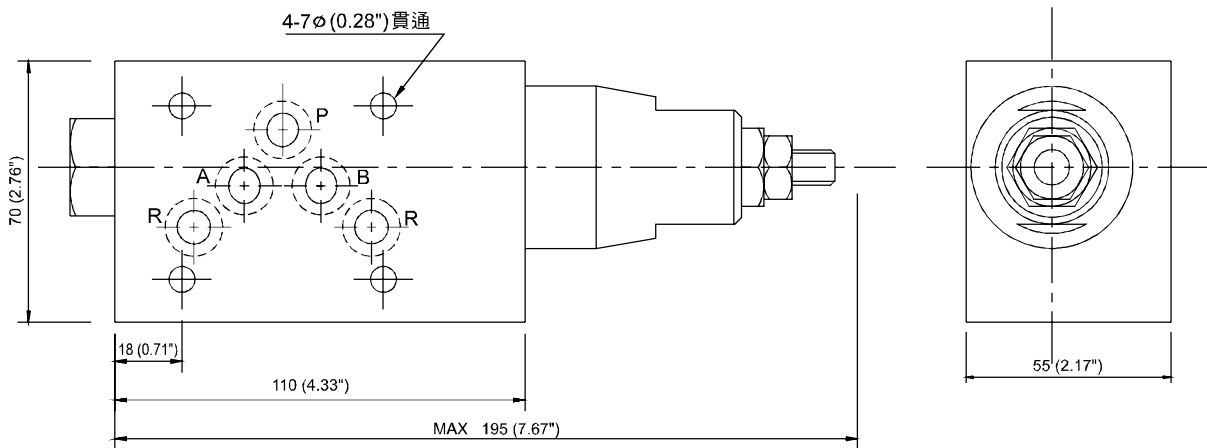 4-7ø(0.28")貫通
P
A
B
R
R
70 (2.76")
18 (0.71")
110 (4.33")
MAX 195 (7.67")
55 (2.17")